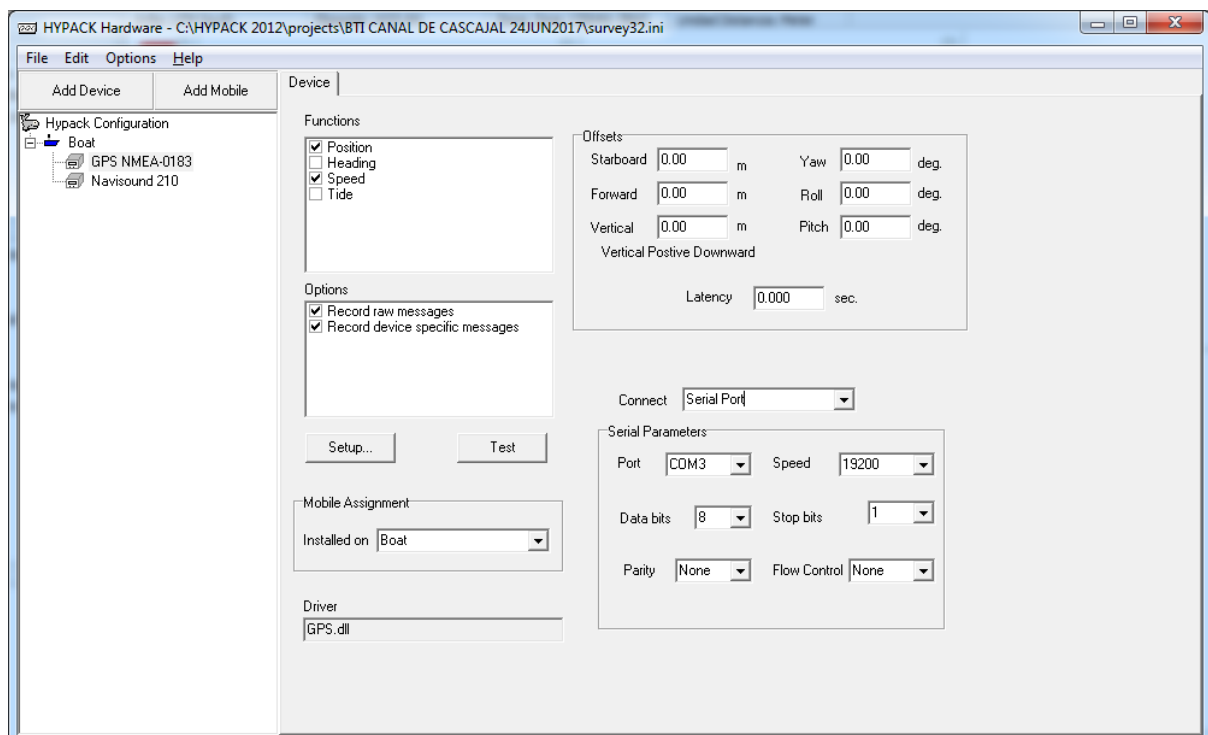 HYPACK Hardware - C:\HYPACK 2012\projects\BTI CANAL DE CASCAJAL 24JUN2017\survey32.ini
File Edit Options Help
Add Device Add Mobile
Hypack Configuration
Boat
GPS NMEA-0183
Navisound 210
Device
Functions
Position
Heading
Speed
Tide
Options
Record raw messages
Record device specific messages
Setup... Test
Mobile Assignment
Installed on Boat
Driver
GPS.dll
Offsets
Starboard 0.00 m Yaw 0.00 deg.
Forward 0.00 m Roll 0.00 deg.
Vertical 0.00 m Pitch 0.00 deg.
Vertical Postive Downward
Latency 0.000 sec.
Connect Serial Port
Serial Parameters
Port COM3 Speed 19200
Data bits 8 Stop bits 1
Parity None Flow Control None